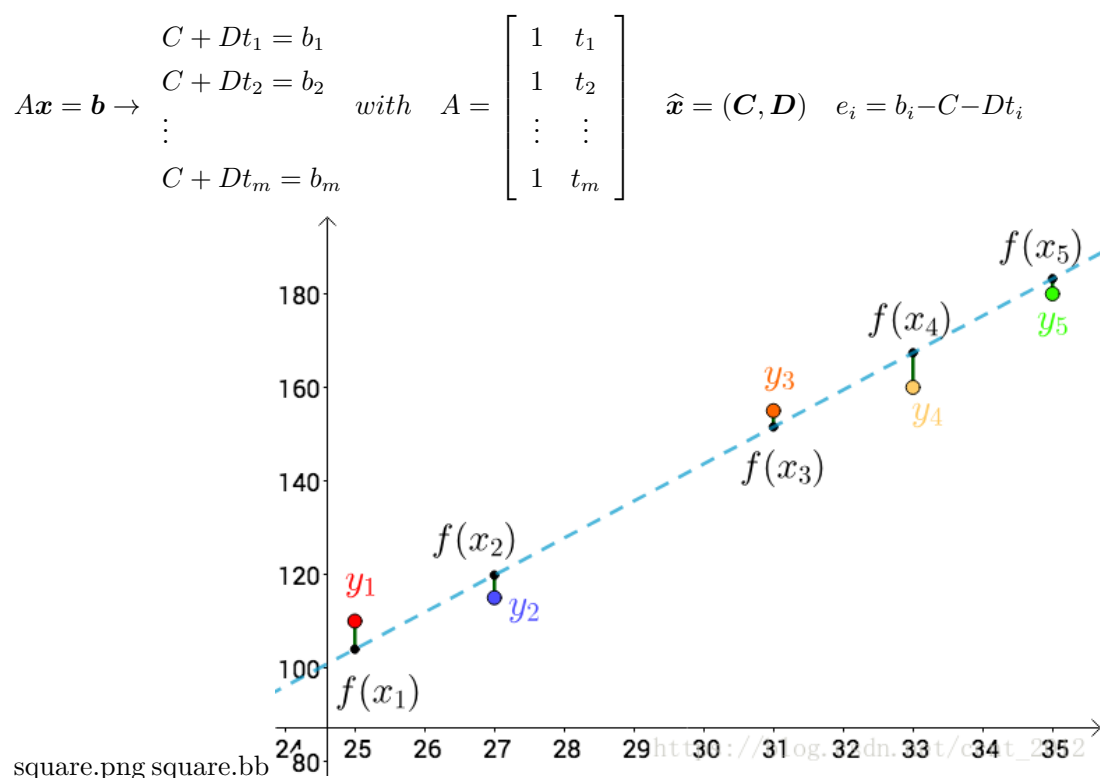 C + Dt₁ = b₁
C + Dt₂ = b₂
⋮
C + Dtₘ = bₘ
Ax = b → with A = [ 1 t₁ 1 t₂ ⋮ ⋮ 1 tₘ ] x̂ = (C, D) eᵢ = bᵢ−C−Dtᵢ
f(x₅)
180
y₅
f(x₄)
160
y₃
y₄
140
f(x₃)
f(x₂)
120
y₁
y₂
100
f(x₁)
24 25 26 27 28 29 30 31 32 33 34 35
80
square.png square.bb